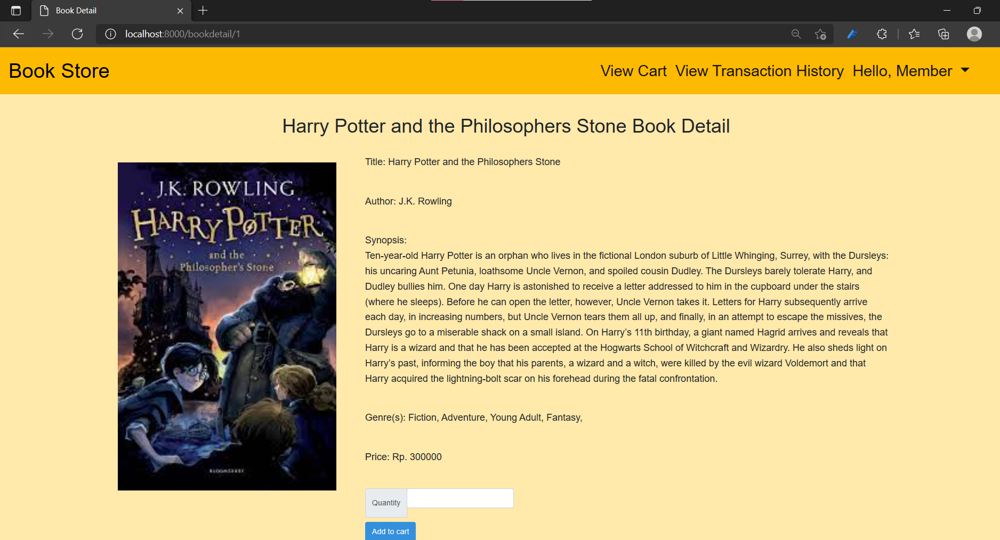 Book Detail
localhost:8000/bookdetail/1
Book Store
View Cart View Transaction History Hello, Member
Harry Potter and the Philosophers Stone Book Detail
J.K. ROWLING
HARRY POTTER
and the
Philosopher's Stone
BLOOMSBURY
Title: Harry Potter and the Philosophers Stone
Author: J.K. Rowling
Synopsis:
Ten-year-old Harry Potter is an orphan who lives in the fictional London suburb of Little Whinging, Surrey, with the Dursleys:
his uncaring Aunt Petunia, loathsome Uncle Vernon, and spoiled cousin Dudley. The Dursleys barely tolerate Harry, and
Dudley bullies him. One day Harry is astonished to receive a letter addressed to him in the cupboard under the stairs
(where he sleeps). Before he can open the letter, however, Uncle Vernon takes it. Letters for Harry subsequently arrive
each day, in increasing numbers, but Uncle Vernon tears them all up, and finally, in an attempt to escape the missives, the
Dursleys go to a miserable shack on a small island. On Harry’s 11th birthday, a giant named Hagrid arrives and reveals that
Harry is a wizard and that he has been accepted at the Hogwarts School of Witchcraft and Wizardry. He also sheds light on
Harry’s past, informing the boy that his parents, a wizard and a witch, were killed by the evil wizard Voldemort and that
Harry acquired the lightning-bolt scar on his forehead during the fatal confrontation.
Genre(s): Fiction, Adventure, Young Adult, Fantasy,
Price: Rp. 300000
Quantity
Add to cart